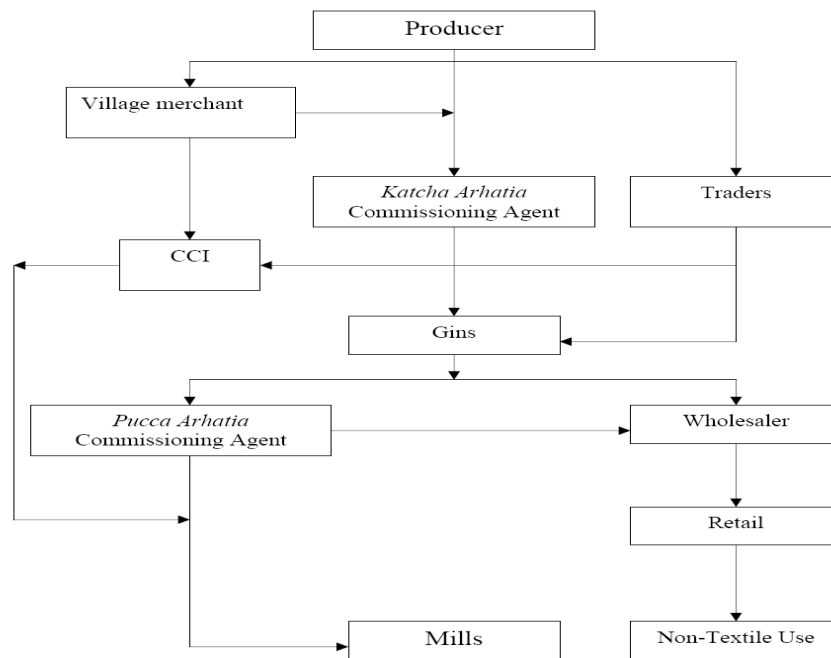 Producer
Village merchant
Katcha Arhatia
Commissioning Agent
Traders
CCI
Gins
Pucca Arhatia
Commissioning Agent
Wholesaler
Retail
Mills
Non-Textile Use